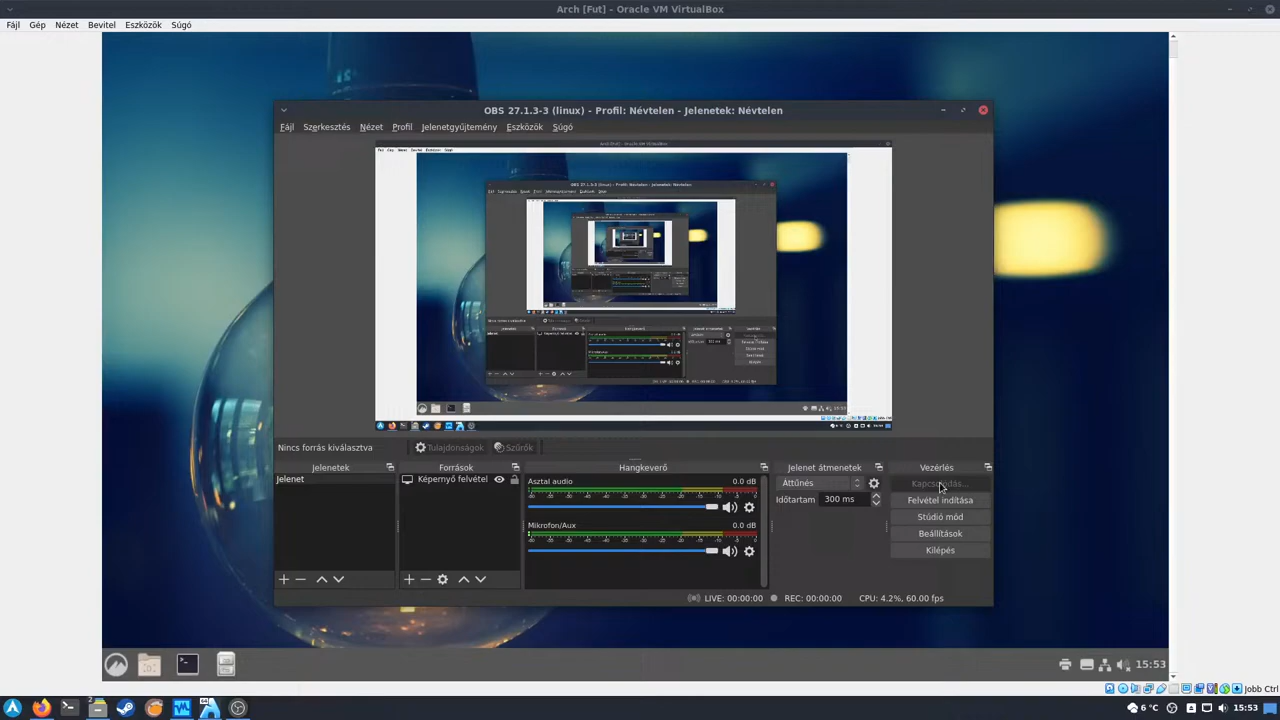 Arch [Fut] - Oracle VM VirtualBox
Fájl Gép Nézet Bevitel Eszközök Súgó
OBS 27.1.3-3 (linux) - Profil: Névtelen - Jelenetek: Névtelen
Fájl Szerkesztés Nézet Profil Jelenetgyűjtemény Eszközök Súgó
Nincs forrás kiválasztva Tulajdonságok Szűrők
Jelenetek Források Hangkeverő Jelenet átmenetek Vezérlés
Jelenet Képernyő felvétel Asztal audio 0.0 dB Áttűnés Kapcsolódás...
Időtartam 300 ms Felvétel indítása
Stúdió mód
Mikrofon/Aux 0.0 dB
Beállítások
Kilépés
LIVE: 00:00:00 REC: 00:00:00 CPU: 4.2%, 60.00 fps
15:53
Jobb Ctrl
6 °C 15:53